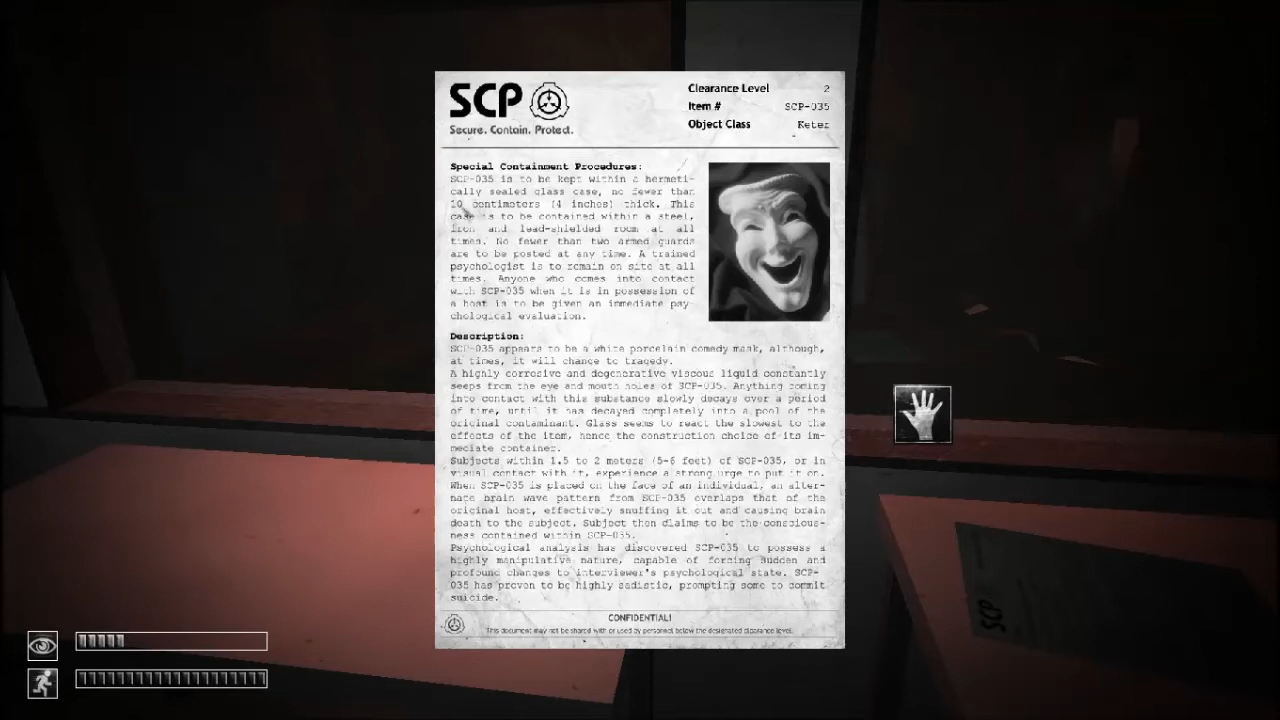 SCP
Secure. Contain. Protect.
Clearance Level 2
Item # SCP-035
Object Class Keter
Special Containment Procedures:
SCP-035 is to be kept within a hermeti-
cally sealed glass case, no fewer than
10 centimeters (4 inches) thick. This
case is to be contained within a steel,
iron and lead-shielded room at all
times. No fewer than two armed guards
are to be posted at any time. A trained
psychologist is to remain on site at all
times. Anyone who comes into contact
with SCP-035 when it is in possession of
a host is to be given an immediate psy-
chological evaluation.
Description:
SCP-035 appears to be a white porcelain comedy mask, although,
at times, it will change to tragedy.
A highly corrosive and degenerative viscous liquid constantly
seeps from the eye and mouth holes of SCP-035. Anything coming
into contact with this substance slowly decays over a period
of time, until it has decayed completely into a pool of the
original contaminant. Glass seems to react the slowest to the
effects of the item, hence the construction choice of its im-
mediate container.
Subjects within 1.5 to 2 meters (5-6 feet) of SCP-035, or in
visual contact with it, experience a strong urge to put it on.
When SCP-035 is placed on the face of an individual, an alter-
nate brain wave pattern from SCP-035 overlaps that of the
original host, effectively snuffing it out and causing brain
death to the subject. Subject then claims to be the conscious-
ness contained within SCP-035.
Psychological analysis has discovered SCP-035 to possess a
highly manipulative nature, capable of forcing sudden and
profound changes to interviewer's psychological state. SCP-
035 has proven to be highly sadistic, prompting some to commit
suicide.
CONFIDENTIAL!
This document may not be shared with or used by personnel below the designated clearance level.
SCP